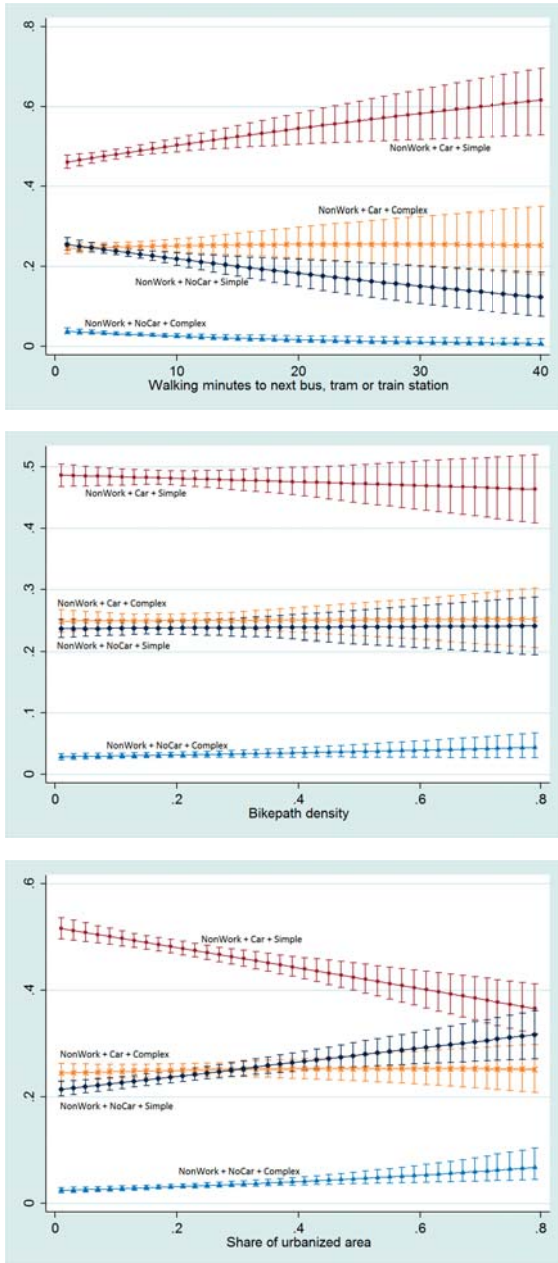 .8
NonWork + Car + Simple
.6
.4
NonWork + Car + Complex
.2
NonWork + NoCar + Simple
NonWork + NoCar + Complex
0
0 10 20 30 40
Walking minutes to next bus, tram or train station
.5
NonWork + Car + Simple
.4
.3
NonWork + Car + Complex
NonWork + NoCar + Simple
.2
.1
NonWork + NoCar + Complex
0
0 .2 .4 .6 .8
Bikepath density
.6
NonWork + Car + Simple
.4
NonWork + Car + Complex
.2
NonWork + NoCar + Simple
NonWork + NoCar + Complex
0
0 .2 .4 .6 .8
Share of urbanized area